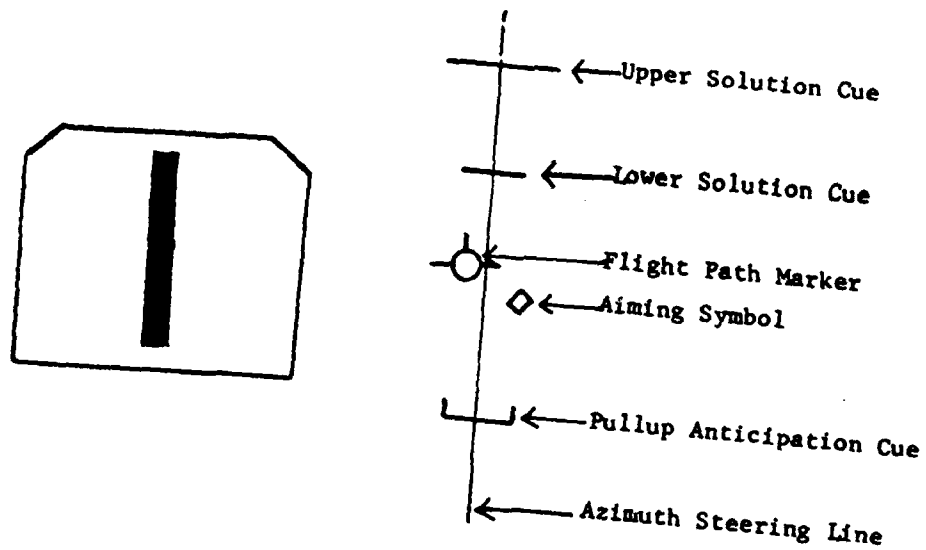 Upper Solution Cue
Lower Solution Cue
Flight Path Marker
Aiming Symbol
Pullup Anticipation Cue
Azimuth Steering Line